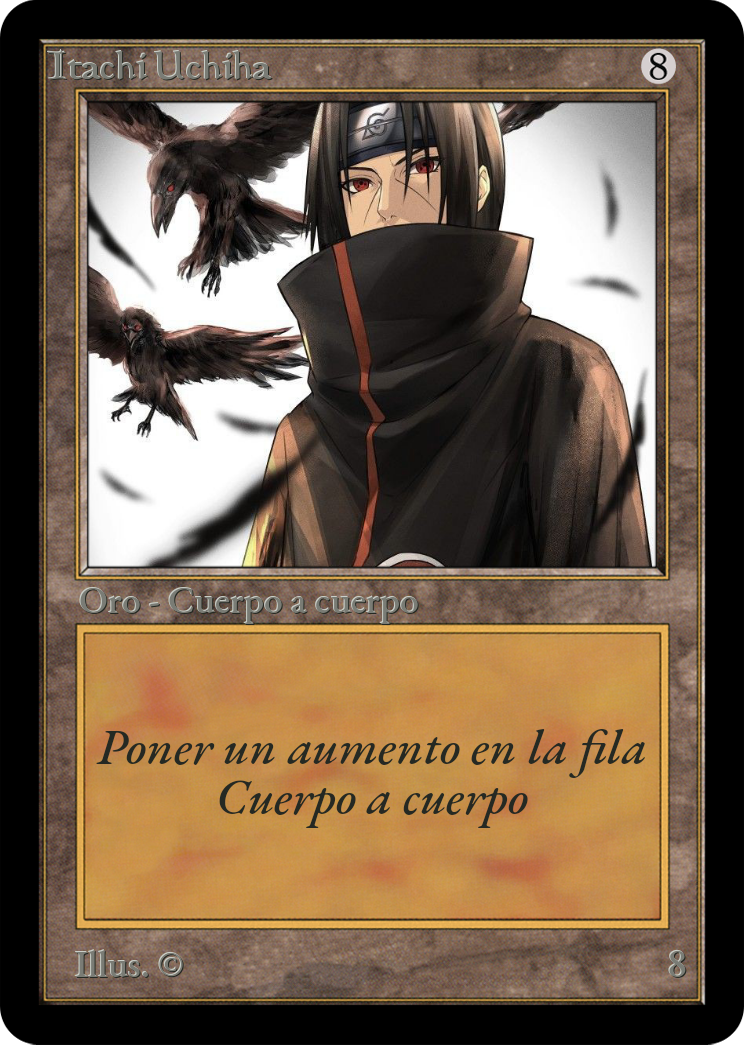 Itachi Uchiha
8
Oro - Cuerpo a cuerpo
Poner un aumento en la fila
Cuerpo a cuerpo
Illus. ©
8